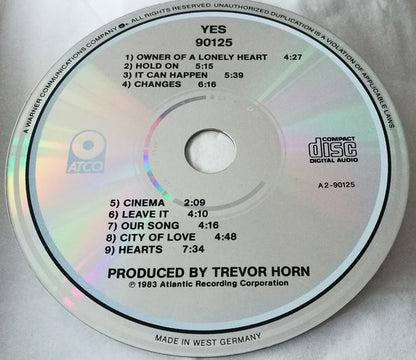 A WARNER COMMUNICATIONS COMPANY ALL RIGHTS RESERVED. UNAUTHORIZED DUPLICATION IS A VIOLATION OF APPLICABLE LAWS.
YES
90125
1) OWNER OF A LONELY HEART 4:27
2) HOLD ON 5:15
3) IT CAN HAPPEN 5:39
4) CHANGES 6:16
ATCO
COMPACT
disc
DIGITAL AUDIO
A2-90125
5) CINEMA 2:09
6) LEAVE IT 4:10
7) OUR SONG 4:16
8) CITY OF LOVE 4:48
9) HEARTS 7:34
PRODUCED BY TREVOR HORN
℗ 1983 Atlantic Recording Corporation
MADE IN WEST GERMANY